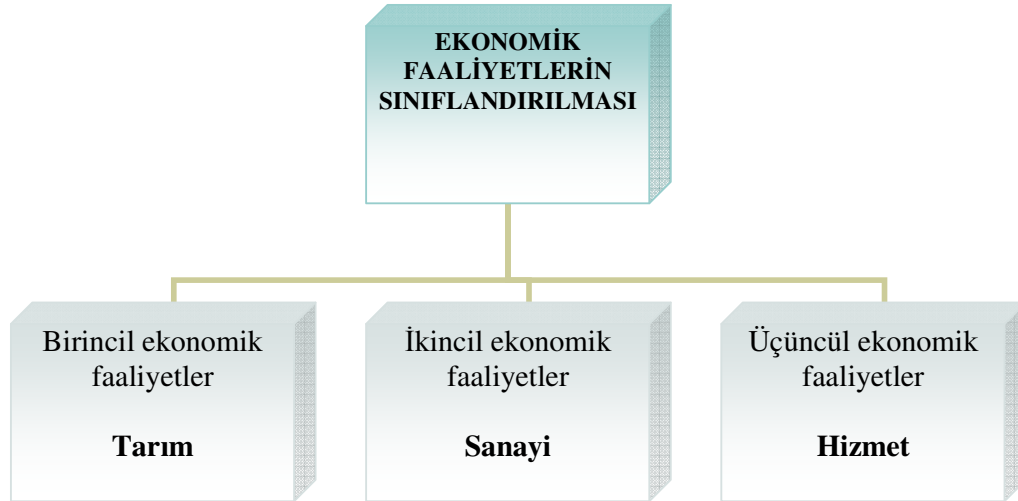 EKONOMİK
FAALİYETLERİN
SINIFLANDIRILMASI
Birincil ekonomik
faaliyetler
Tarım
İkincil ekonomik
faaliyetler
Sanayi
Üçüncül ekonomik
faaliyetler
Hizmet